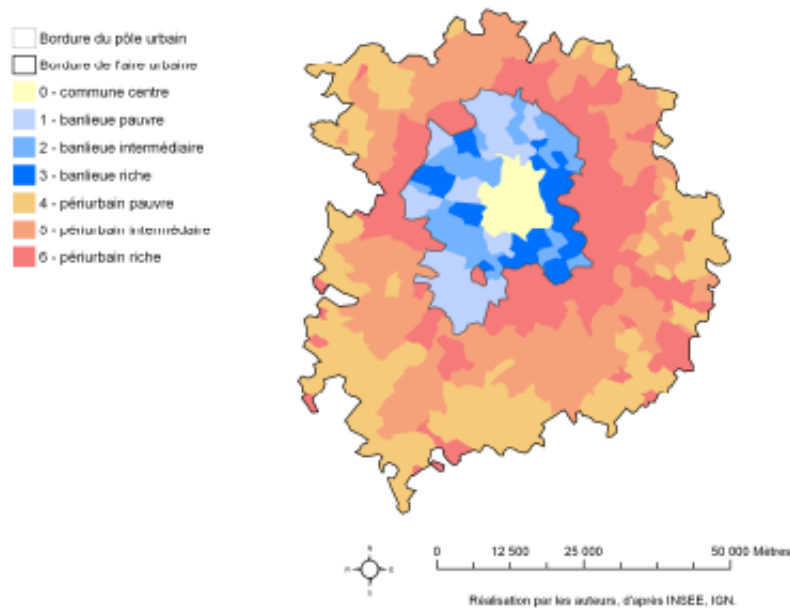 Bordure du pôle urbain
Bordure de l'aire urbaine
0 - commune centre
1 - banlieue pauvre
2 - banlieue intermédiaire
3 - banlieue riche
4 - périurbain pauvre
5 - périurbain intermédiaire
6 - périurbain riche
0 12 500 25 000 50 000 Mètres
Réalisation par les auteurs, d'après INSEE, IGN.